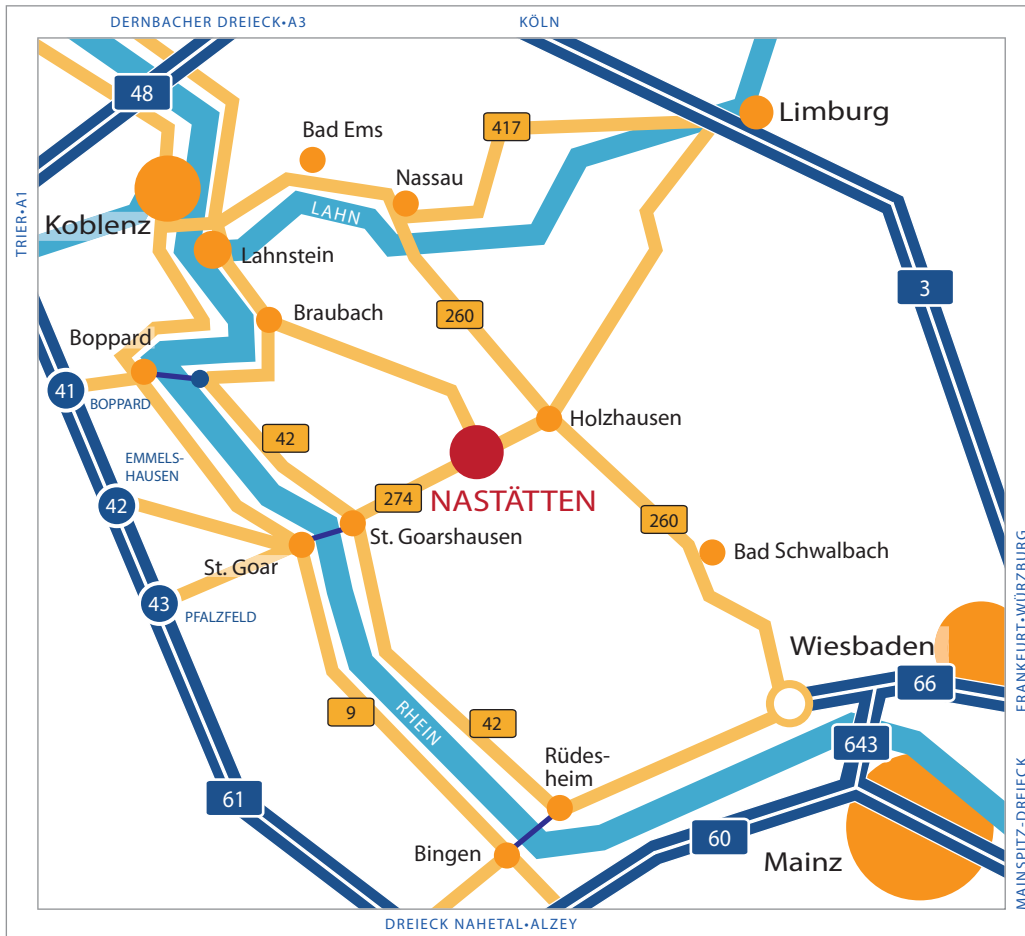 DERNBACHER DREIECK•A3
KÖLN
48
Limburg
417
Bad Ems
Nassau
TRIER•A1
Koblenz
LAHN
Lahnstein
3
Braubach
260
Boppard
41
BOPPARD
Holzhausen
42
EMMELS-
HAUSEN
274
NASTÄTTEN
42
260
St. Goarshausen
Bad Schwalbach
St. Goar
43
PFALZFELD
FRANKFURT•WÜRZBURG
Wiesbaden
66
9
RHEIN
42
643
Rüdes-
heim
61
60
Bingen
Mainz
MAINSPITZ-DREIECK
DREIECK NAHETAL•ALZEY